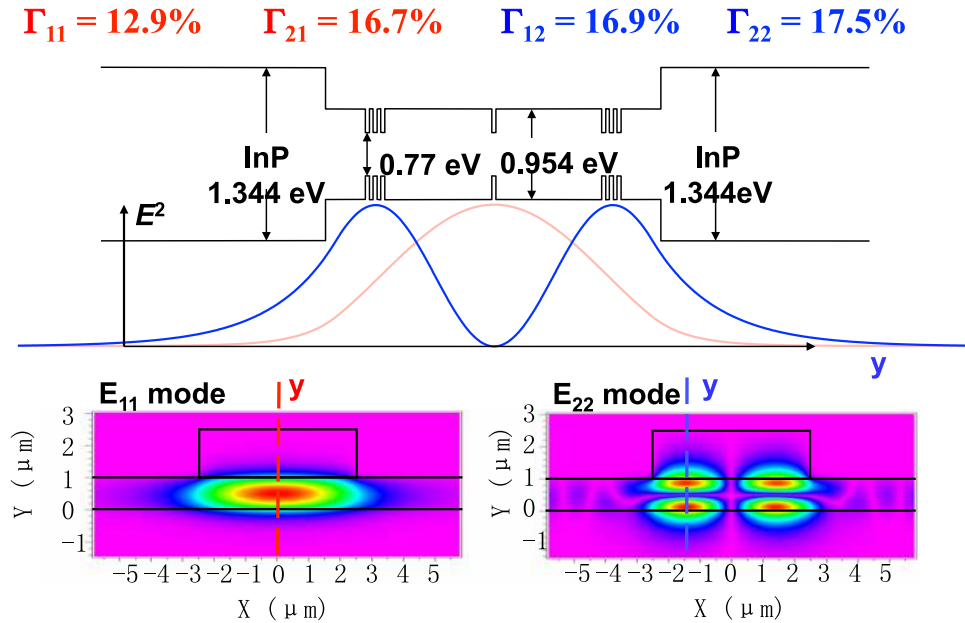 Γ₁₁ = 12.9% Γ₂₁ = 16.7% Γ₁₂ = 16.9% Γ₂₂ = 17.5%
InP 0.77 eV 0.954 eV InP
1.344 eV 1.344eV
E²
y
E₁₁ mode y E₂₂ mode y
3 3
2 2
Y (μm) 1 Y (μm) 1
0 0
-1 -1
-5 -4 -3 -2 -1 0 1 2 3 4 5 -5 -4 -3 -2 -1 0 1 2 3 4 5
X (μm) X (μm)